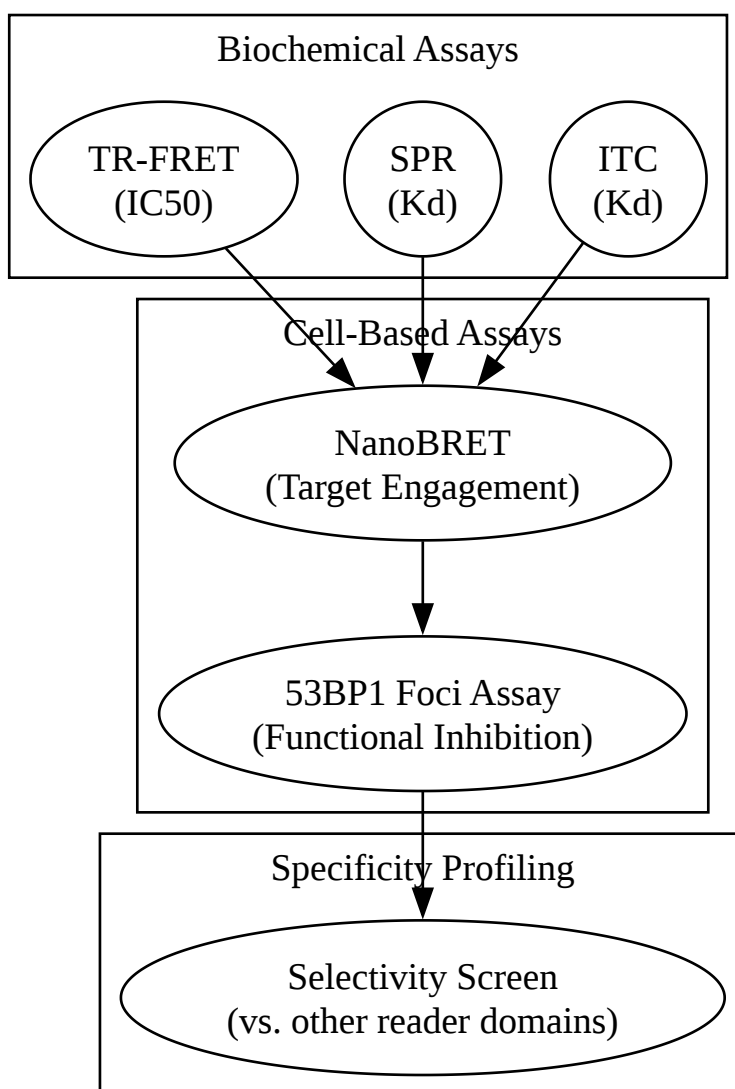 Biochemical Assays
TR-FRET
(IC50)
SPR
(Kd)
ITC
(Kd)
Cell-Based Assays
NanoBRET
(Target Engagement)
53BP1 Foci Assay
(Functional Inhibition)
Specificity Profiling
Selectivity Screen
(vs. other reader domains)